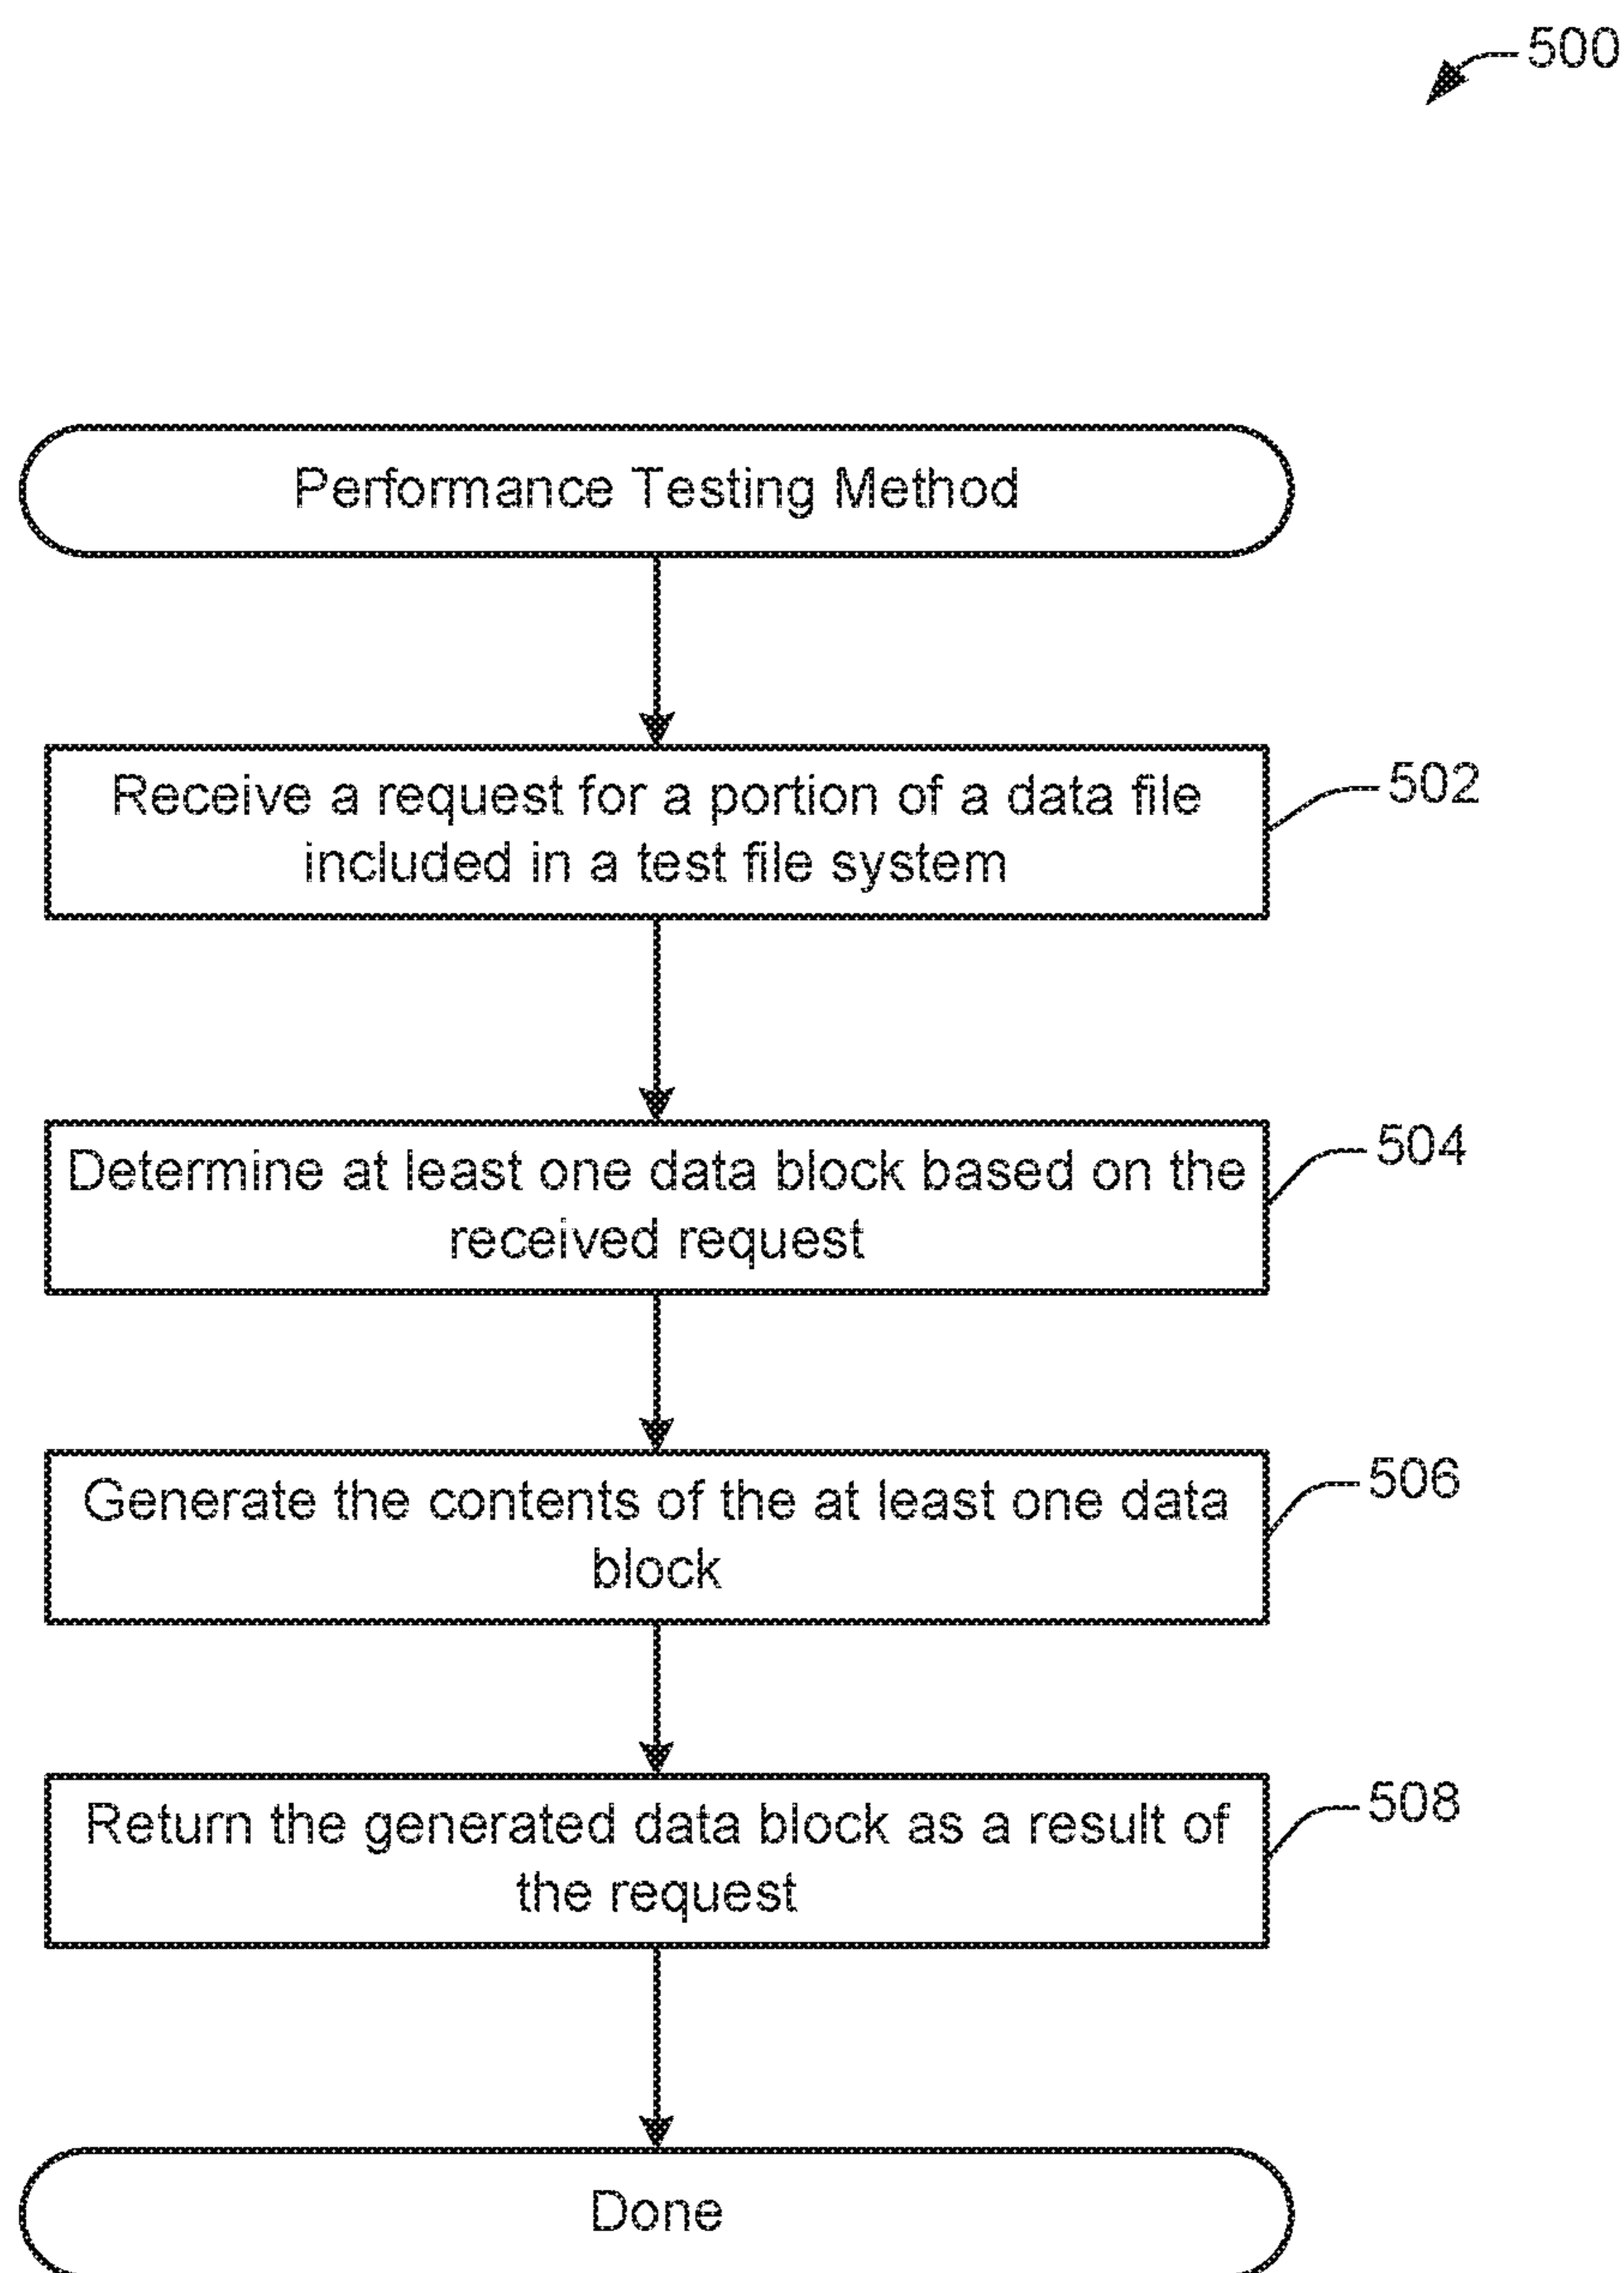 500
Performance Testing Method
Receive a request for a portion of a data file
included in a test file system
502
Determine at least one data block based on the
received request
504
Generate the contents of the at least one data
block
506
Return the generated data block as a result of
the request
508
Done